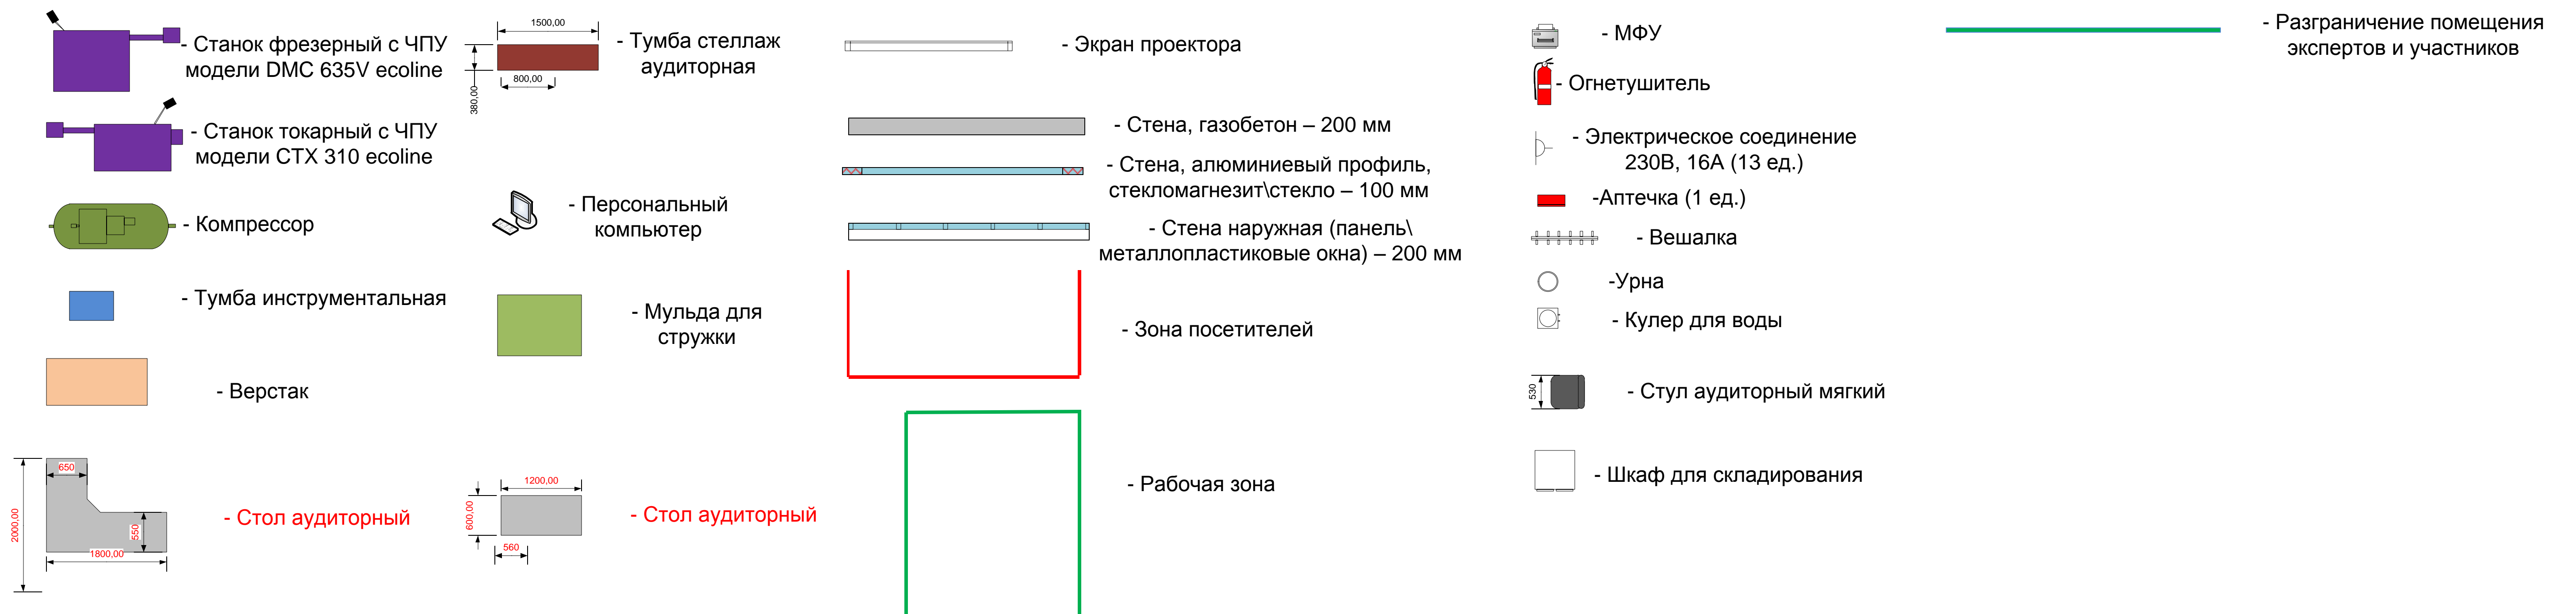 - Станок фрезерный с ЧПУ
модели DMC 635V ecoline
- Станок токарный с ЧПУ
модели CTX 310 ecoline
- Компрессор
- Тумба инструментальная
- Верстак
650
2000,00
550
1800,00
- Стол аудиторный
1500,00
800,00
380,00
- Тумба стеллаж
аудиторная
- Персональный
компьютер
- Мульда для
стружки
1200,00
600,00
560
- Стол аудиторный
- Экран проектора
- Стена, газобетон – 200 мм
- Стена, алюминиевый профиль,
стекломагнезит\стекло – 100 мм
- Стена наружная (панель\
металлопластиковые окна) – 200 мм
- Зона посетителей
- Рабочая зона
- МФУ
- Огнетушитель
- Электрическое соединение
230В, 16А (13 ед.)
-Аптечка (1 ед.)
- Вешалка
-Урна
- Кулер для воды
530
- Стул аудиторный мягкий
- Шкаф для складирования
- Разграничение помещения
экспертов и участников